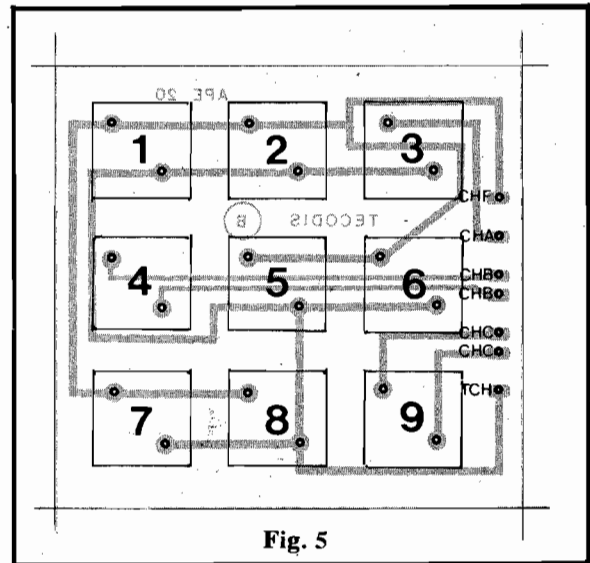 APE 20
1 2 3
CHF
B TECODIS -
CHA
4 5 6
CHB
CHB
CHC
CHC
7 8 9
TCH
Fig. 5